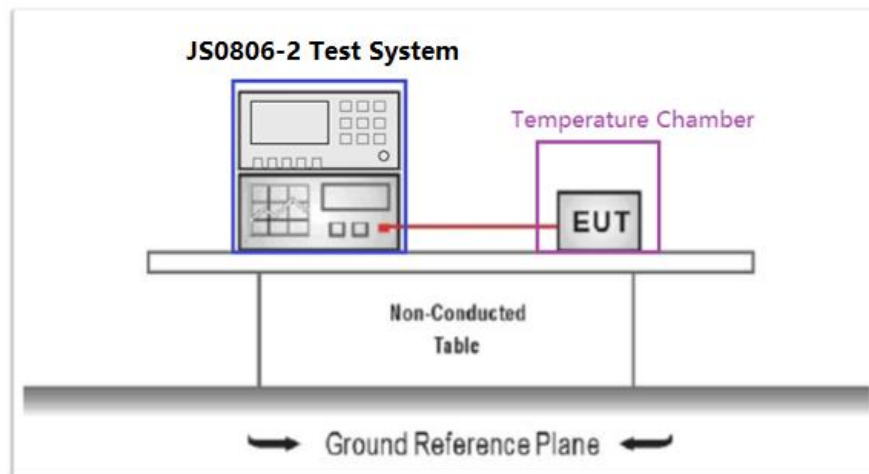 JS0806-2 Test System
Temperature Chamber
EUT
Non-Conducted
Table
Ground Reference Plane